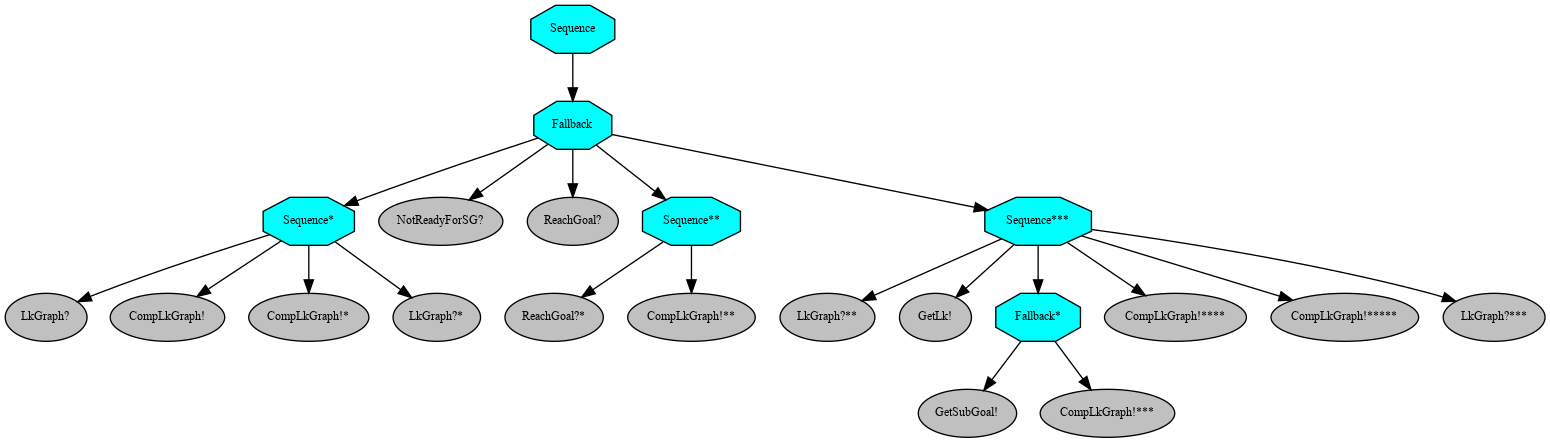 Sequence
Fallback
Sequence*
NotReadyForSG?
ReachGoal?
Sequence**
Sequence***
LkGraph?
CompLkGraph!
CompLkGraph!*
LkGraph?*
ReachGoal?*
CompLkGraph!**
LkGraph?**
GetLk!
Fallback*
CompLkGraph!****
CompLkGraph!*****
LkGraph?***
GetSubGoal!
CompLkGraph!***